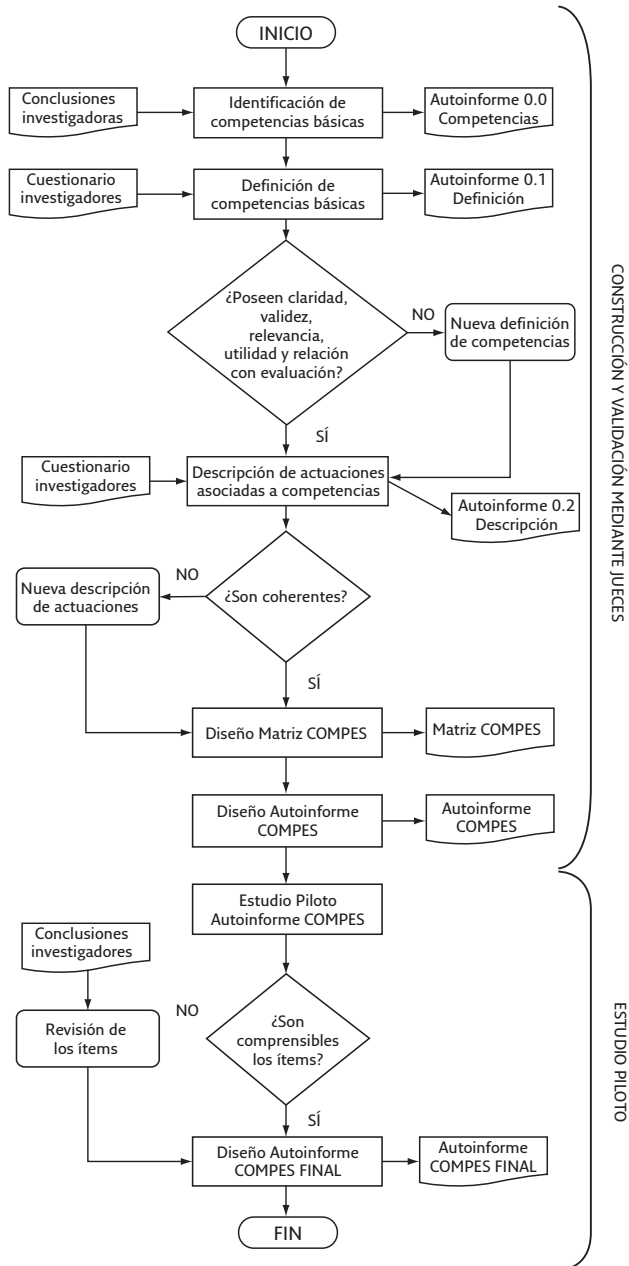 INICIO
Conclusiones
investigadoras
Identificación de
competencias básicas
Autoinforme 0.0
Competencias
Cuestionario
investigadores
Definición de
competencias básicas
Autoinforme 0.1
Definición
¿Poseen claridad,
validez,
relevancia,
utilidad y relación
con evaluación?
NO
Nueva definición
de competencias
SÍ
Cuestionario
investigadores
Descripción de actuaciones
asociadas a competencias
Autoinforme 0.2
Descripción
Nueva descripción
de actuaciones
NO
¿Son coherentes?
SÍ
Diseño Matriz COMPES
Matriz COMPES
Diseño Autoinforme
COMPES
Autoinforme
COMPES
CONSTRUCCIÓN Y VALIDACIÓN MEDIANTE JUECES
Estudio Piloto
Autoinforme COMPES
Conclusiones
investigadores
Revisión de
los ítems
NO
¿Son
comprensibles
los ítems?
SÍ
Diseño Autoinforme
COMPES FINAL
Autoinforme
COMPES FINAL
FIN
ESTUDIO PILOTO